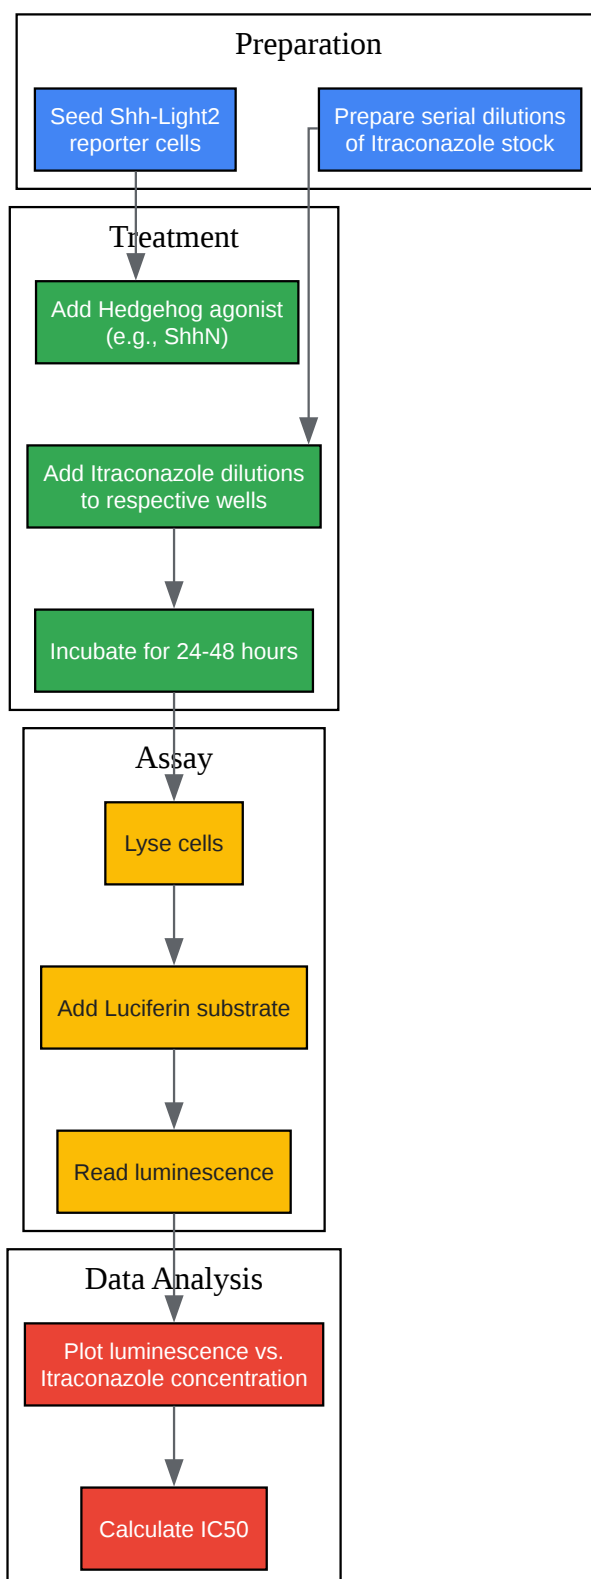 Preparation
Seed Shh-Light2
reporter cells
Prepare serial dilutions
of Itraconazole stock
Treatment
Add Hedgehog agonist
(e.g., ShhN)
Add Itraconazole dilutions
to respective wells
Incubate for 24-48 hours
Assay
Lyse cells
Add Luciferin substrate
Read luminescence
Data Analysis
Plot luminescence vs.
Itraconazole concentration
Calculate IC50